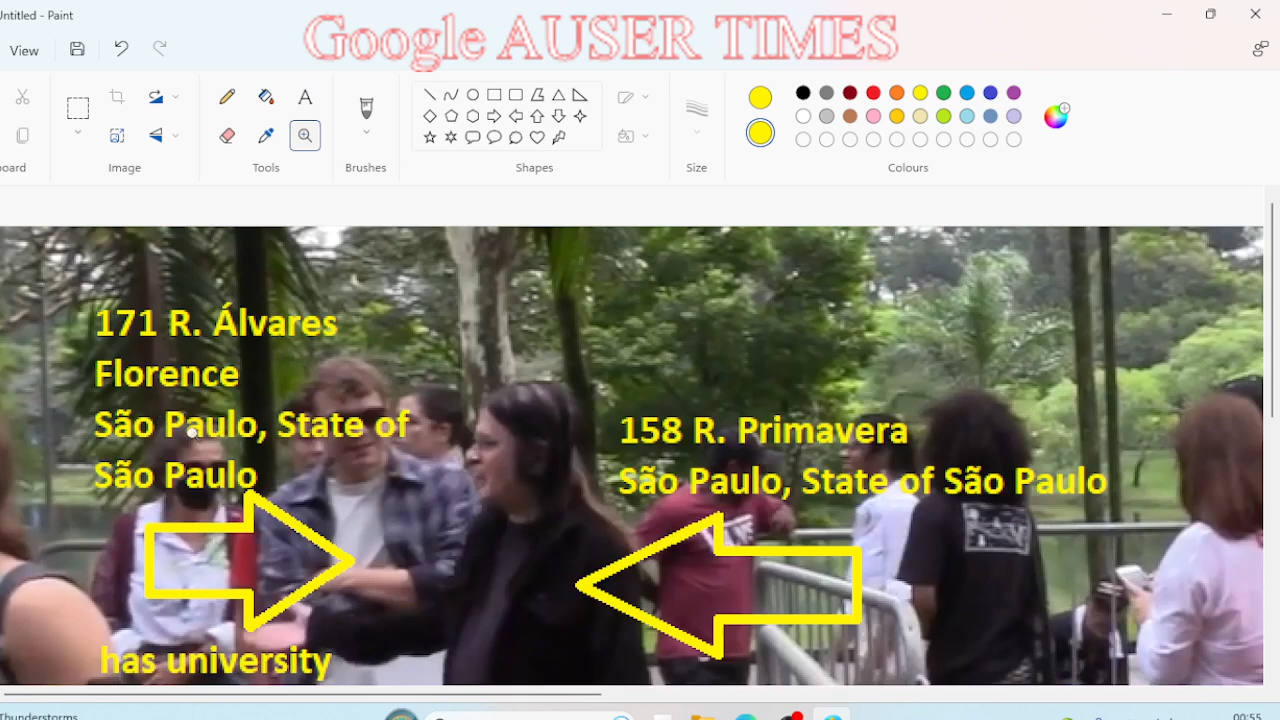 Untitled - Paint
Google AUSER TIMES
View
Image
Tools
Brushes
Shapes
Size
Colours
171 R. Álvares
Florence
São Paulo, State of
São Paulo
158 R. Primavera
São Paulo, State of São Paulo
has university
Thunderstorms
00:55